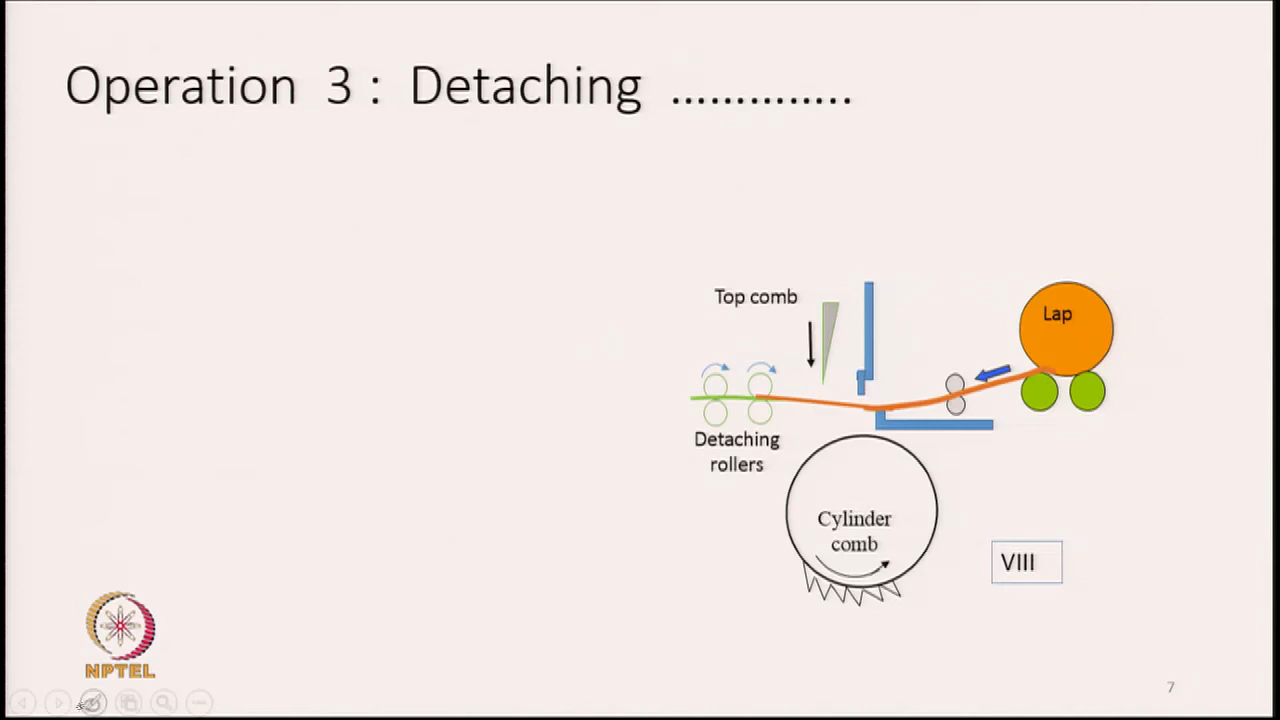 Operation 3 : Detaching ..............
Top comb
Lap
Detaching
rollers
Cylinder
comb
VIII
NPTEL
7